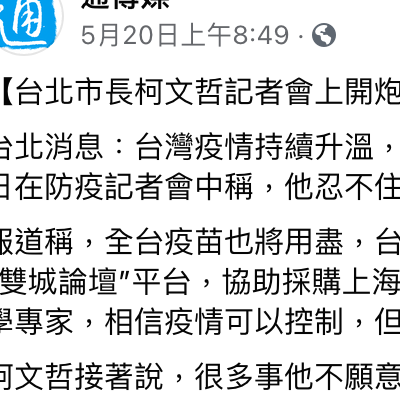 通傳媒
5月20日上午8:49 ·
【台北市長柯文哲記者會上開炮
台北消息：台灣疫情持續升溫，
日在防疫記者會中稱，他忍不住
報道稱，全台疫苗也將用盡，台
“雙城論壇”平台，協助採購上海
學專家，相信疫情可以控制，但
柯文哲接著說，很多事他不願意